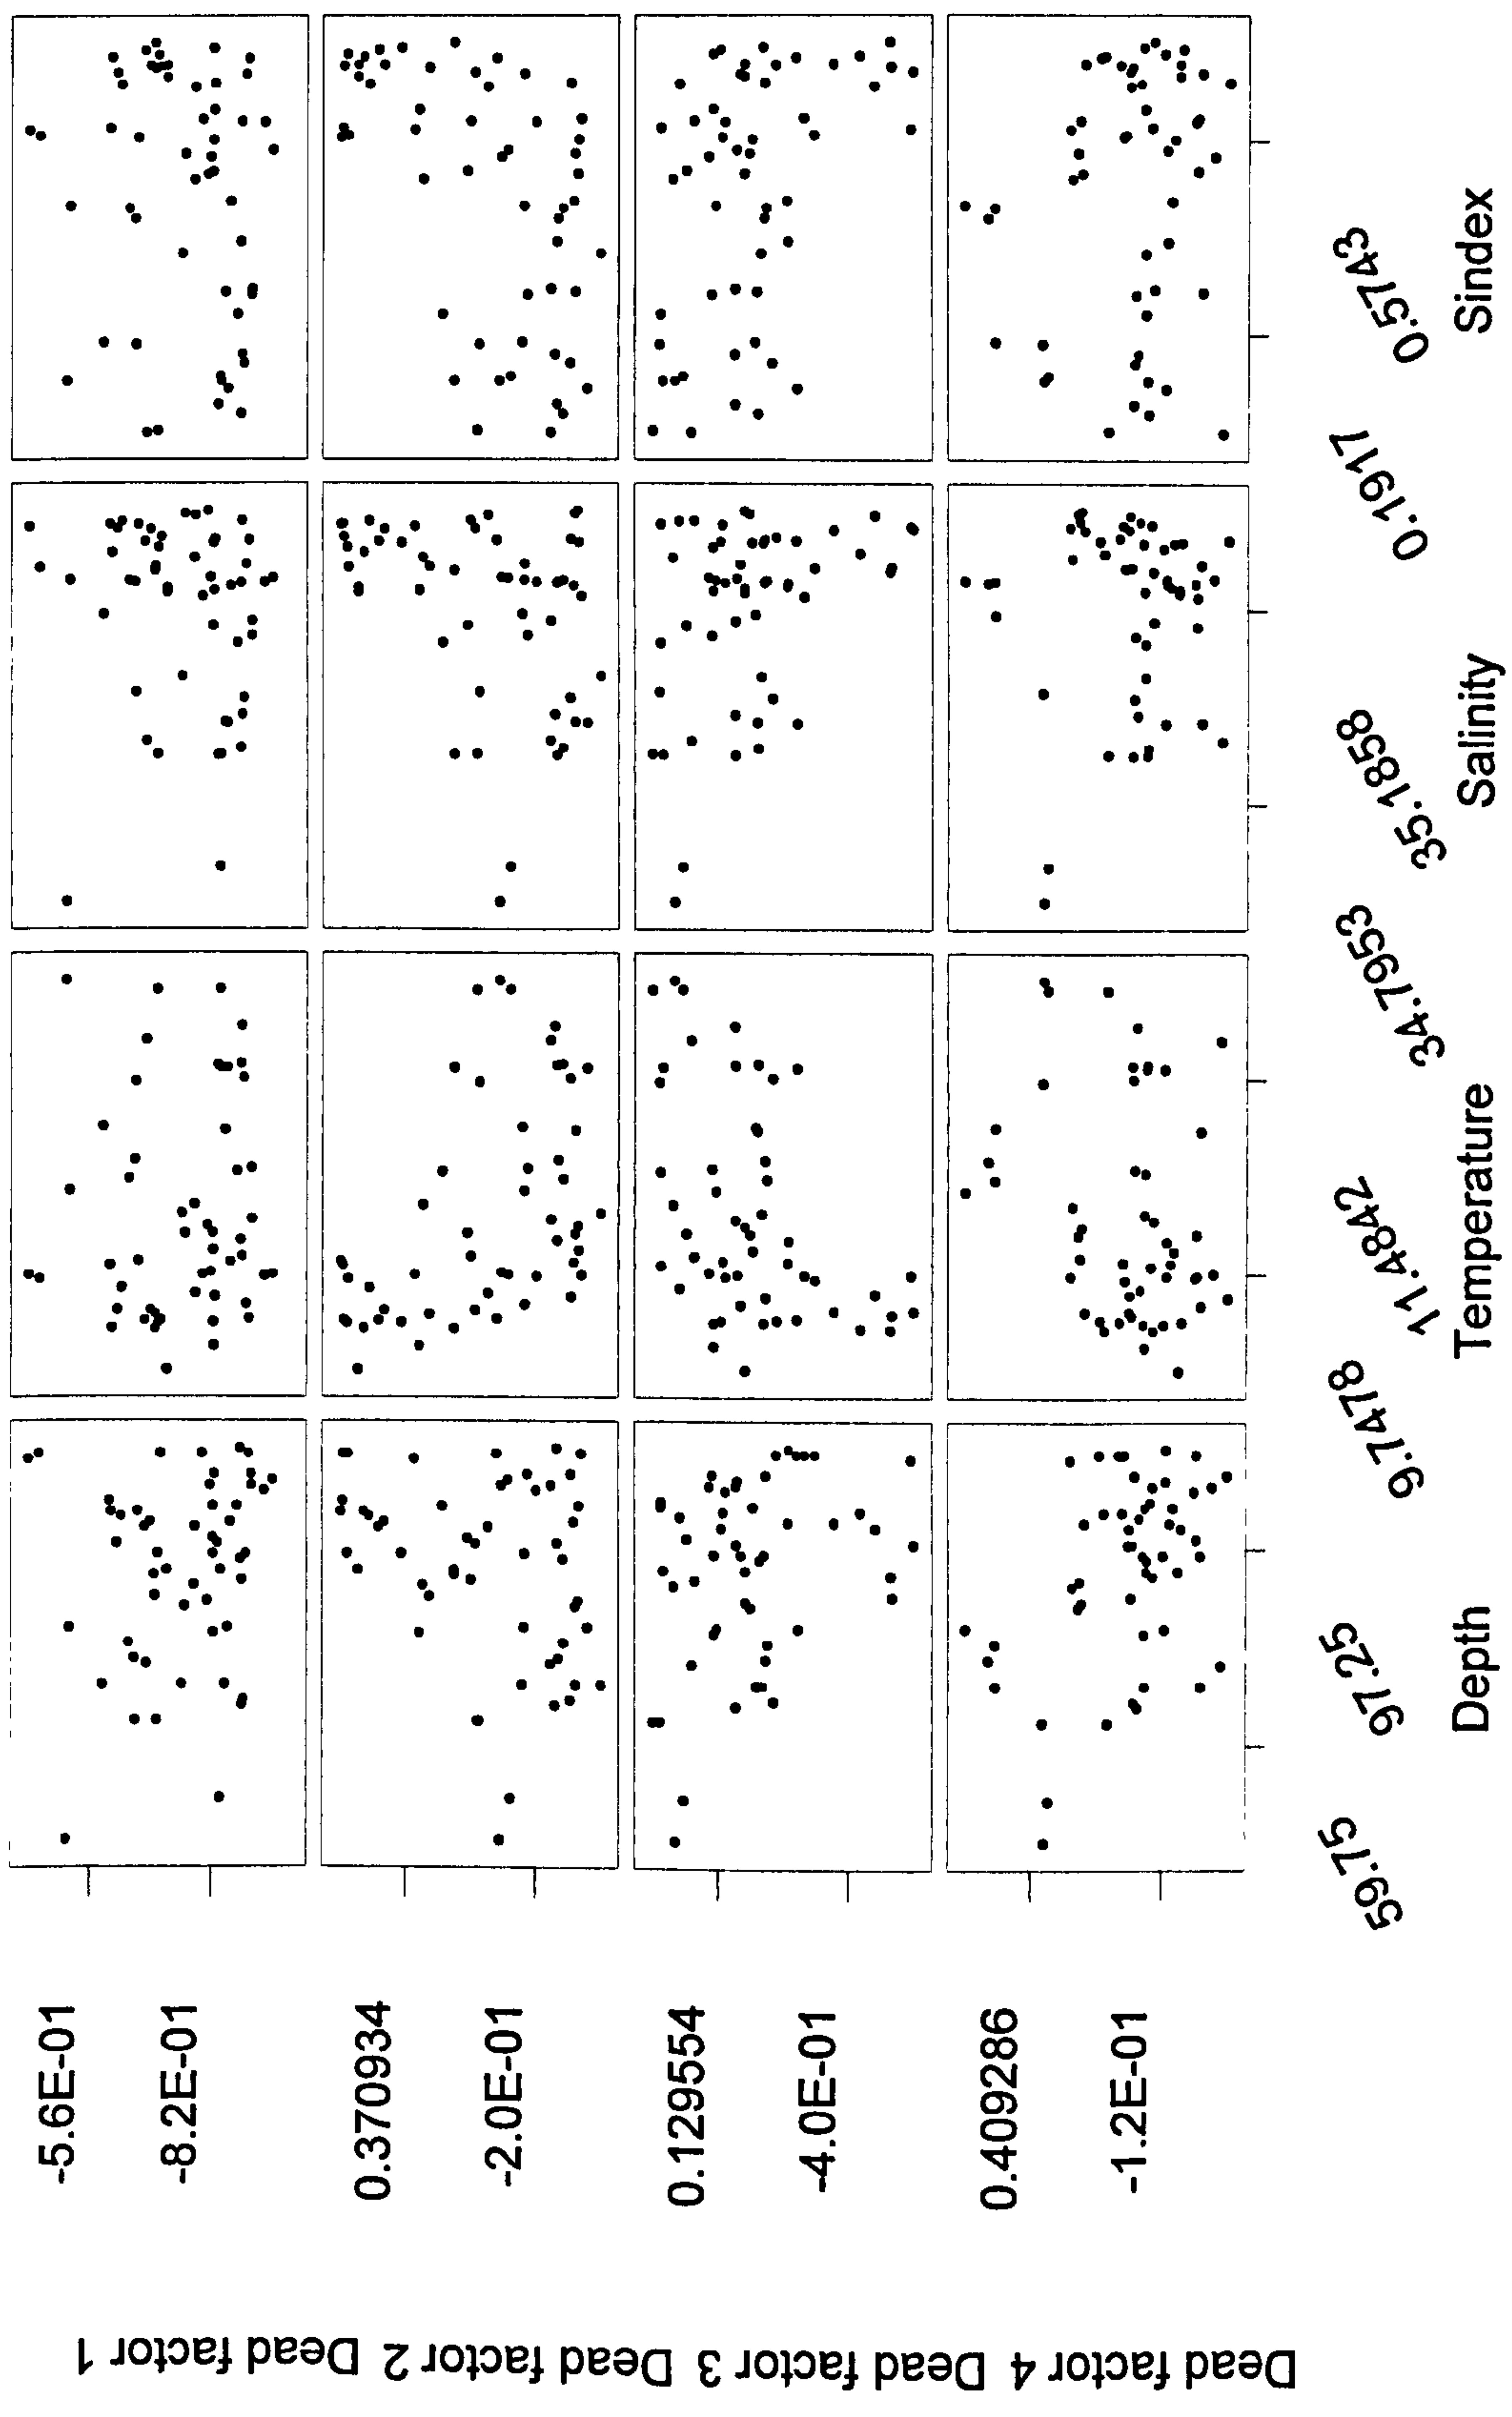 Dead factor 1
Dead factor 2
Dead factor 3
Dead factor 4
-5.6E-01
-8.2E-01
0.370934
-2.0E-01
0.129554
-4.0E-01
0.409286
-1.2E-01
59.75
97.25
9.7478
11.4842
34.7953
35.1858
0.1917
0.5743
Depth
Temperature
Salinity
Sindex